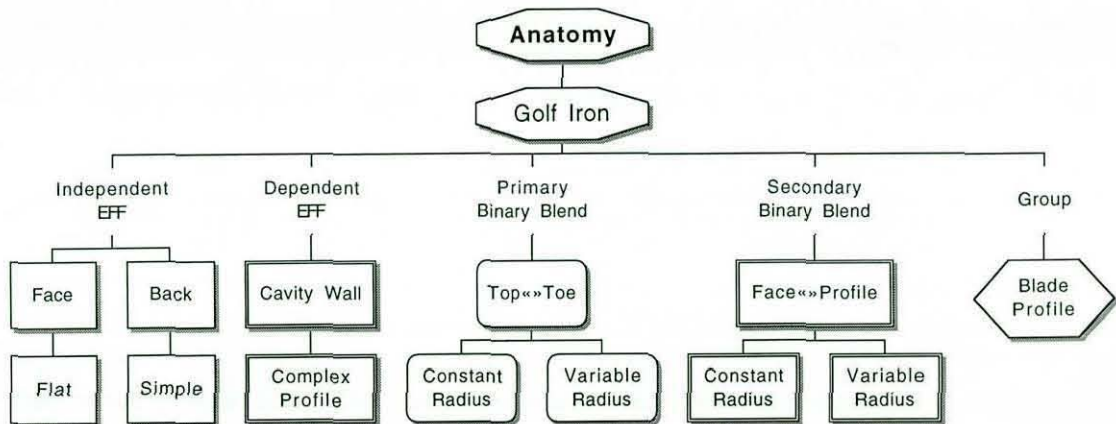 Anatomy
Golf Iron
Independent
EFF
Dependent
EFF
Primary
Binary Blend
Secondary
Binary Blend
Group
Face
Back
Cavity Wall
Top«»Toe
Face«»Profile
Blade
Profile
Flat
Simple
Complex
Profile
Constant
Radius
Variable
Radius
Constant
Radius
Variable
Radius